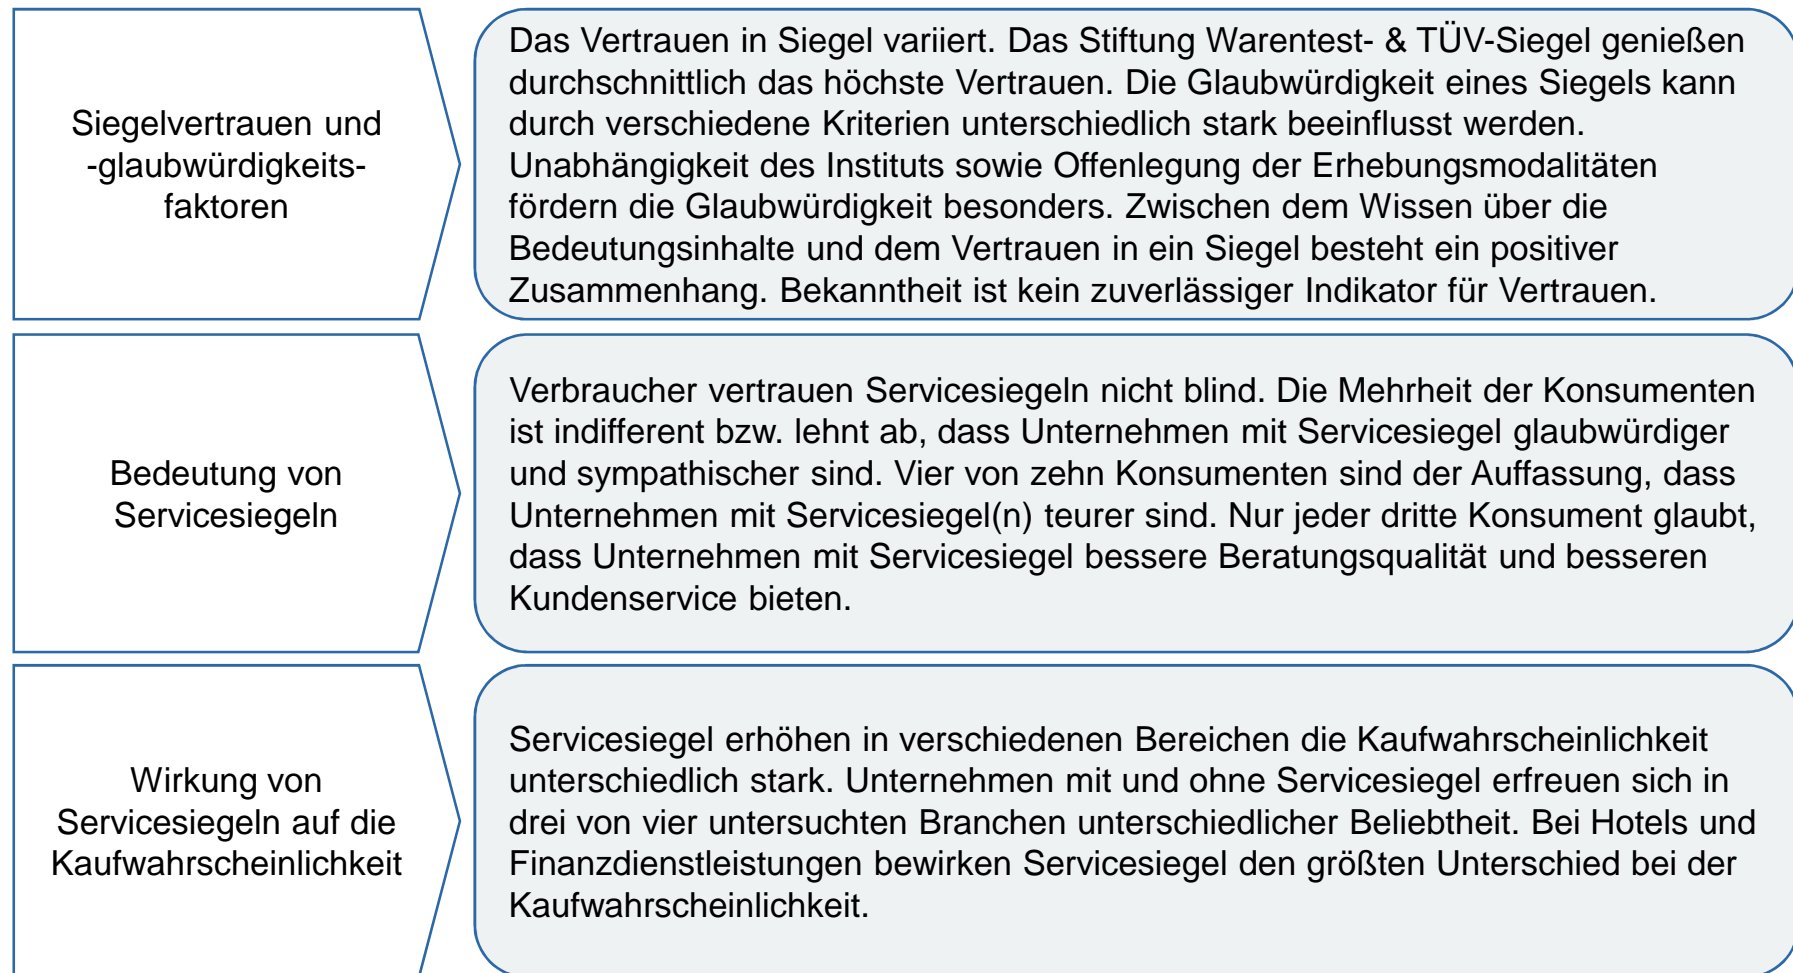 Siegelvertrauen und
-glaubwürdigkeits-
faktoren
Das Vertrauen in Siegel variiert. Das Stiftung Warentest- & TÜV-Siegel genießen
durchschnittlich das höchste Vertrauen. Die Glaubwürdigkeit eines Siegels kann
durch verschiedene Kriterien unterschiedlich stark beeinflusst werden.
Unabhängigkeit des Instituts sowie Offenlegung der Erhebungsmodalitäten
fördern die Glaubwürdigkeit besonders. Zwischen dem Wissen über die
Bedeutungsinhalte und dem Vertrauen in ein Siegel besteht ein positiver
Zusammenhang. Bekanntheit ist kein zuverlässiger Indikator für Vertrauen.
Bedeutung von
Servicesiegeln
Verbraucher vertrauen Servicesiegeln nicht blind. Die Mehrheit der Konsumenten
ist indifferent bzw. lehnt ab, dass Unternehmen mit Servicesiegel glaubwürdiger
und sympathischer sind. Vier von zehn Konsumenten sind der Auffassung, dass
Unternehmen mit Servicesiegel(n) teurer sind. Nur jeder dritte Konsument glaubt,
dass Unternehmen mit Servicesiegel bessere Beratungsqualität und besseren
Kundenservice bieten.
Wirkung von
Servicesiegeln auf die
Kaufwahrscheinlichkeit
Servicesiegel erhöhen in verschiedenen Bereichen die Kaufwahrscheinlichkeit
unterschiedlich stark. Unternehmen mit und ohne Servicesiegel erfreuen sich in
drei von vier untersuchten Branchen unterschiedlicher Beliebtheit. Bei Hotels und
Finanzdienstleistungen bewirken Servicesiegel den größten Unterschied bei der
Kaufwahrscheinlichkeit.